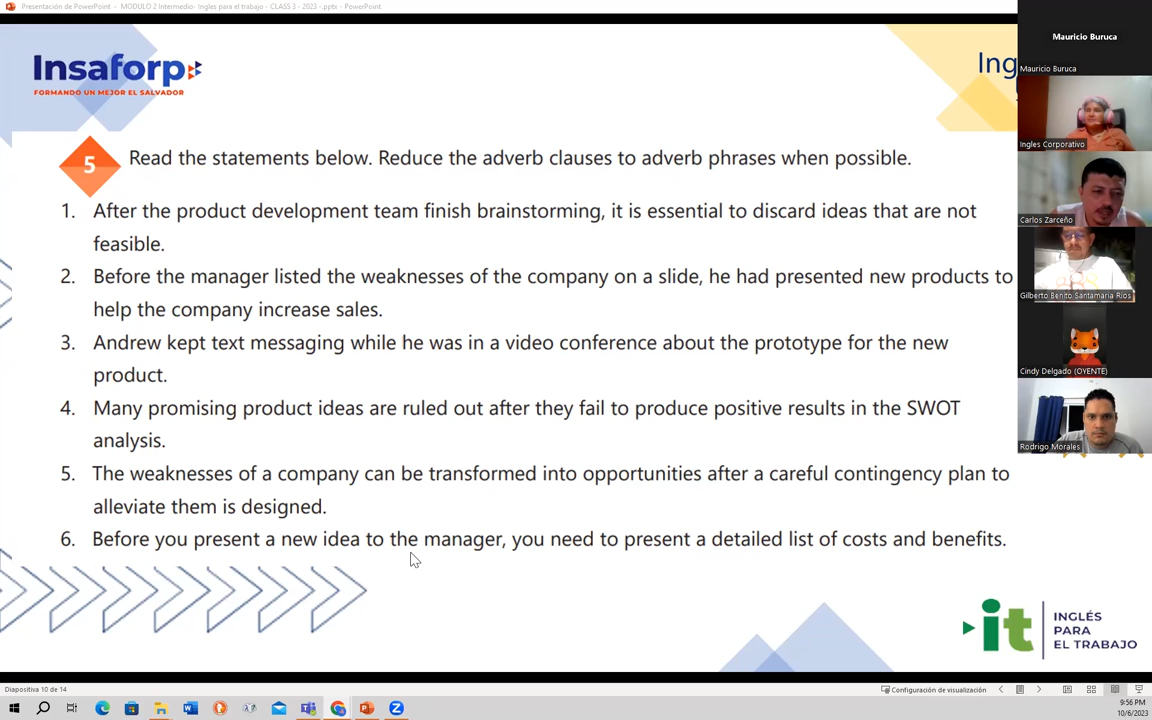 Presentación de PowerPoint - MODULO 2 Intermedio- Ingles para el trabajo - CLASS 3 - 2023 -.pptx - PowerPoint
Insaforp
FORMANDO UN MEJOR EL SALVADOR
Ing
Mauricio Buruca
Mauricio Buruca
Ingles Corporativo
Carlos Zarceño
Gilberto Benito Santamaria Rios
Cindy Delgado (OYENTE)
Rodrigo Morales
5 Read the statements below. Reduce the adverb clauses to adverb phrases when possible.
1. After the product development team finish brainstorming, it is essential to discard ideas that are not
feasible.
2. Before the manager listed the weaknesses of the company on a slide, he had presented new products to
help the company increase sales.
3. Andrew kept text messaging while he was in a video conference about the prototype for the new
product.
4. Many promising product ideas are ruled out after they fail to produce positive results in the SWOT
analysis.
5. The weaknesses of a company can be transformed into opportunities after a careful contingency plan to
alleviate them is designed.
6. Before you present a new idea to the manager, you need to present a detailed list of costs and benefits.
it
INGLÉS
PARA
EL TRABAJO
Diapositiva 10 de 14
Configuración de visualización
9:56 PM
10/6/2023